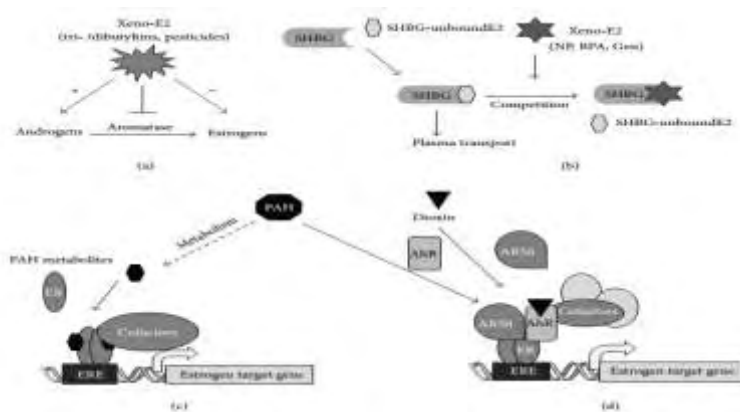 Xeno-E2
(tri-/dibutyltins, pesticides)
+
−
Androgens
Aromatase
Estrogens
(a)
SHBG
SHBG-unboundE2
Xeno-E2
(NP, BPA, Gen)
SHBG
Competition
SHBG
Plasma transport
SHBG-unboundE2
(b)
PAH
Metabolism
PAH metabolites
ER
Cofactors
ERE
Estrogen target gene
(c)
Dioxin
AhR
ARNt
ARNt
AhR
Cofactors
ER
ERE
Estrogen target gene
(d)